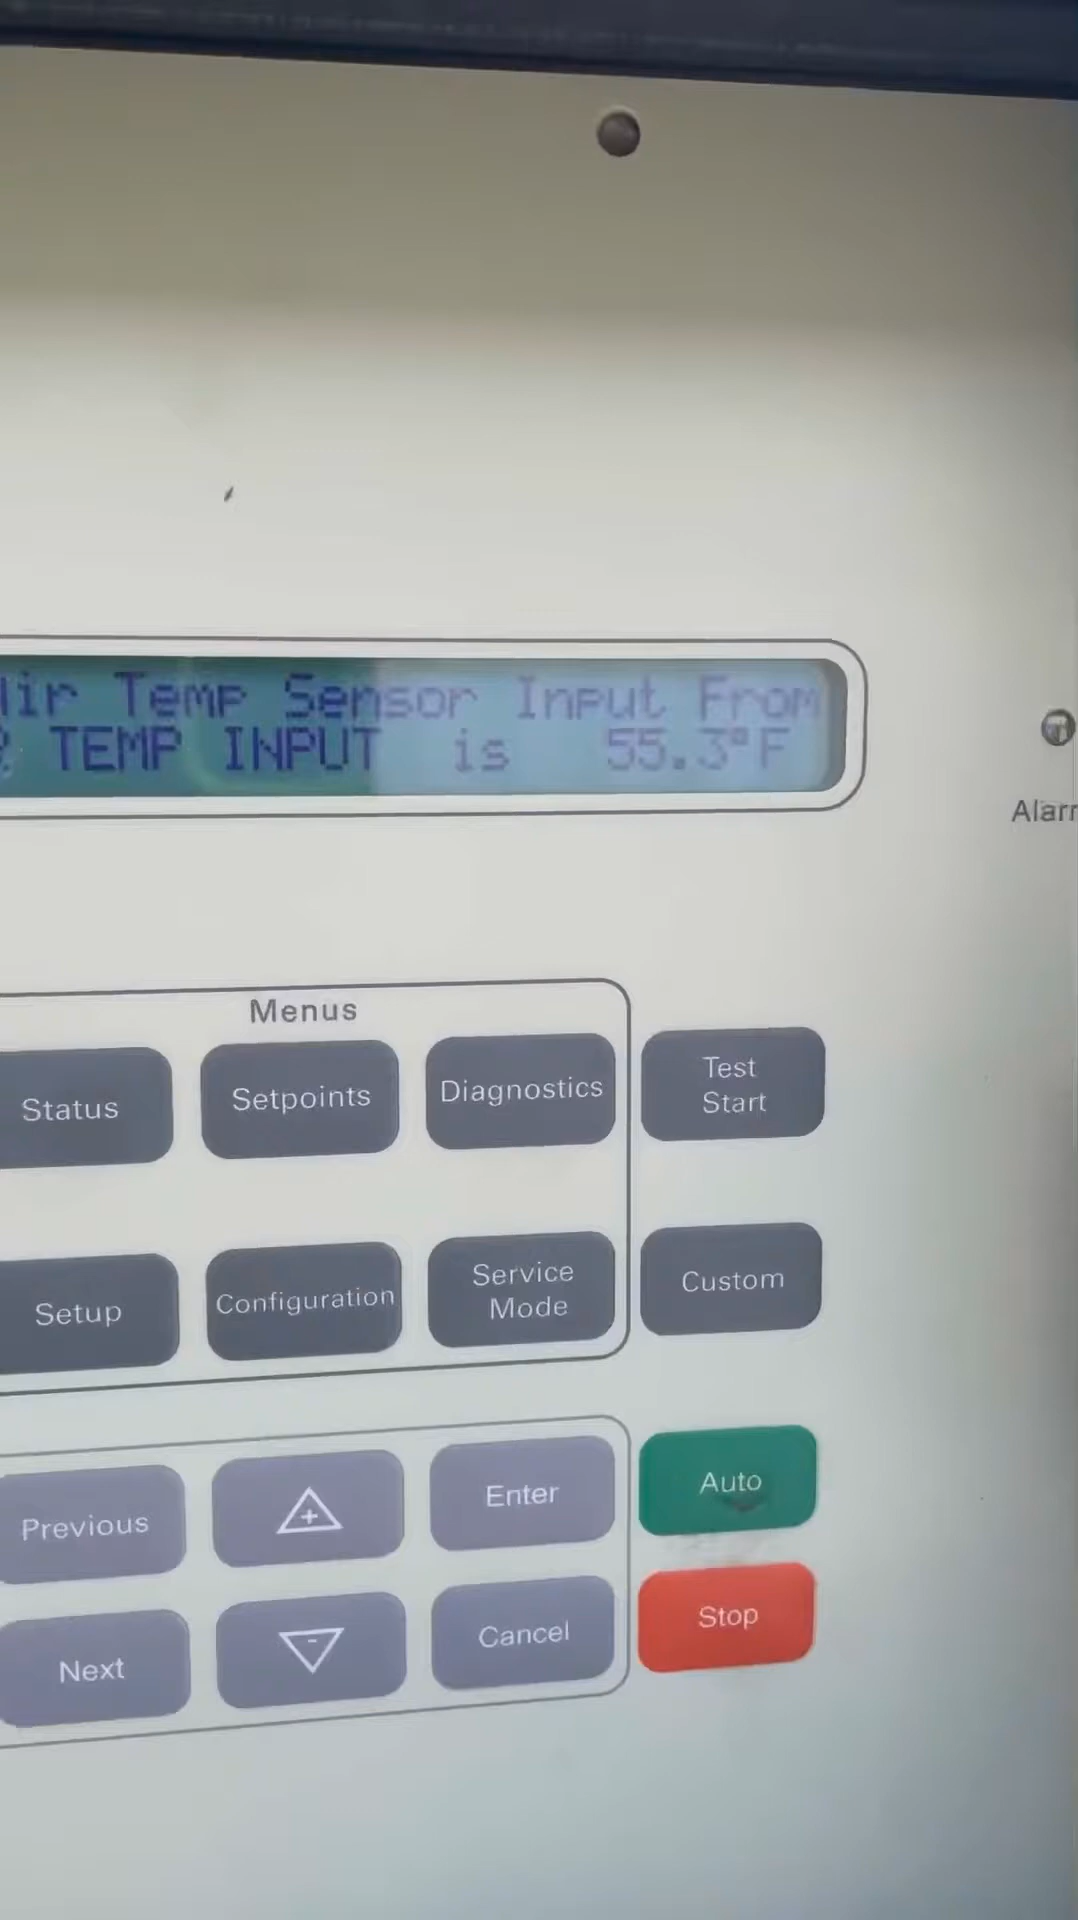 Air Temp Sensor Input From
TEMP INPUT is 55.3°F
Alarm
Menus
Status
Setpoints
Diagnostics
Test
Start
Setup
Configuration
Service
Mode
Custom
Previous
+
Enter
Auto
Next
-
Cancel
Stop